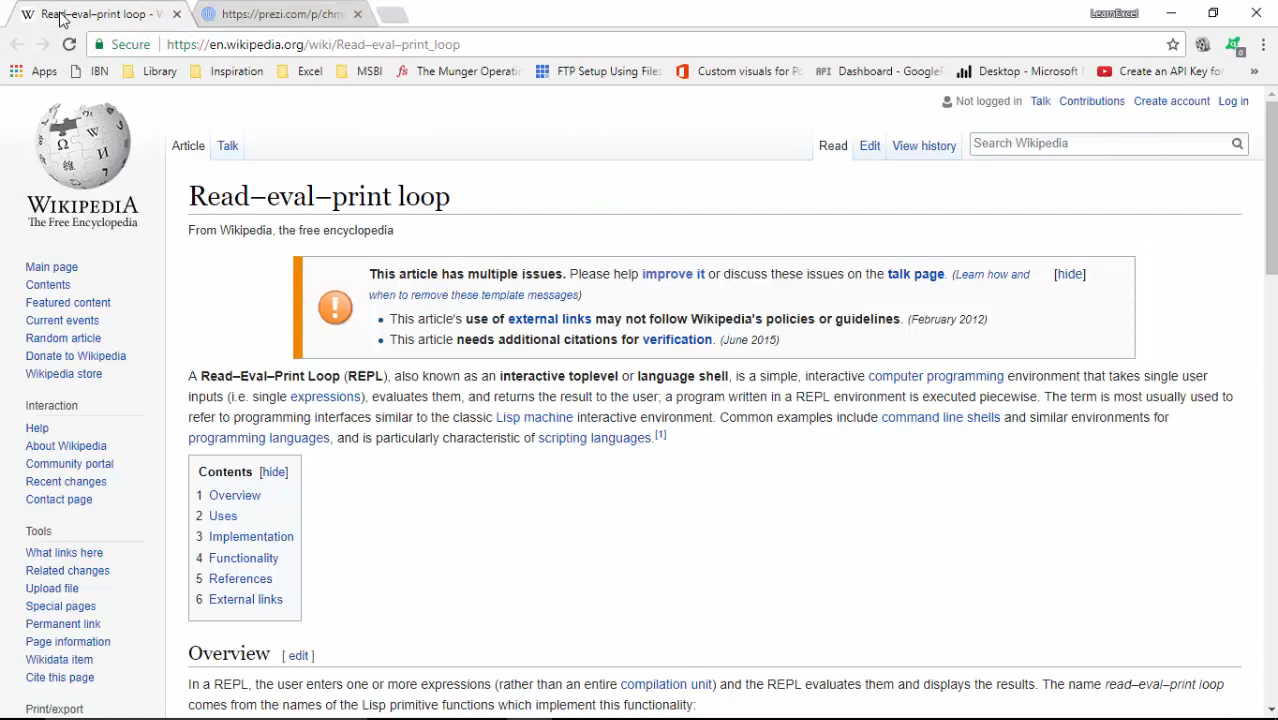 Read–eval–print loop - W
https://prezi.com/p/chm
LearnExcel
Secure
https://en.wikipedia.org/wiki/Read–eval–print_loop
Apps
IBN
Library
Inspiration
Excel
MSBI
The Munger Operatin
FTP Setup Using File
Custom visuals for Po
API
Dashboard - Google
Desktop - Microsoft
Create an API Key for
»
Not logged in
Talk
Contributions
Create account
Log in
Article
Talk
Read
Edit
View history
Search Wikipedia
WIKIPEDIA
The Free Encyclopedia
Read–eval–print loop
From Wikipedia, the free encyclopedia
This article has multiple issues. Please help improve it or discuss these issues on the talk page. (Learn how and
when to remove these template messages)
[hide]
• This article's use of external links may not follow Wikipedia's policies or guidelines. (February 2012)
• This article needs additional citations for verification. (June 2015)
A Read–Eval–Print Loop (REPL), also known as an interactive toplevel or language shell, is a simple, interactive computer programming environment that takes single user
inputs (i.e. single expressions), evaluates them, and returns the result to the user; a program written in a REPL environment is executed piecewise. The term is most usually used to
refer to programming interfaces similar to the classic Lisp machine interactive environment. Common examples include command line shells and similar environments for
programming languages, and is particularly characteristic of scripting languages.[1]
Contents [hide]
1 Overview
2 Uses
3 Implementation
4 Functionality
5 References
6 External links
Overview [ edit ]
In a REPL, the user enters one or more expressions (rather than an entire compilation unit) and the REPL evaluates them and displays the results. The name read–eval–print loop
comes from the names of the Lisp primitive functions which implement this functionality:
Main page
Contents
Featured content
Current events
Random article
Donate to Wikipedia
Wikipedia store
Interaction
Help
About Wikipedia
Community portal
Recent changes
Contact page
Tools
What links here
Related changes
Upload file
Special pages
Permanent link
Page information
Wikidata item
Cite this page
Print/export